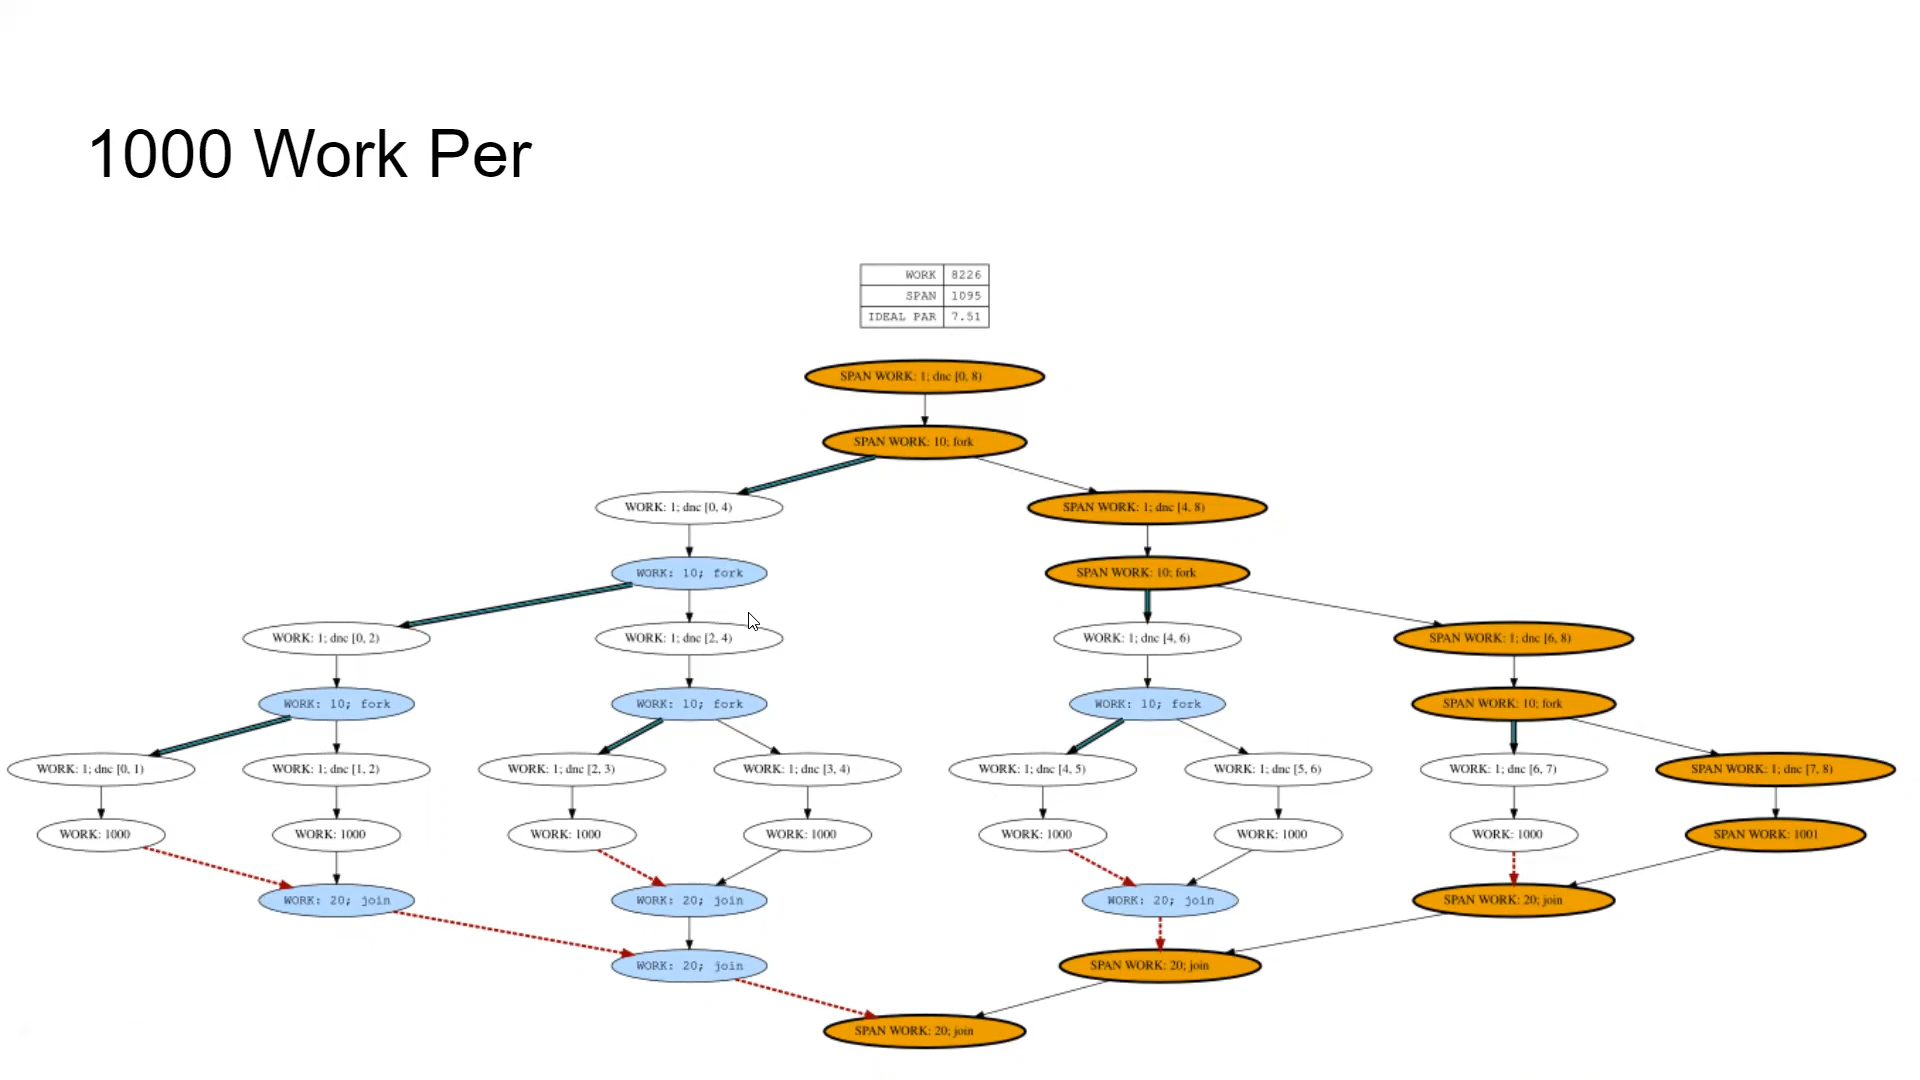 1000 Work Per
WORK 8226
SPAN 1095
IDEAL PAR 7.51
SPAN WORK: 1; dnc [0, 8)
SPAN WORK: 10; fork
WORK: 1; dnc [0, 4)
SPAN WORK: 1; dnc [4, 8)
WORK: 10; fork
SPAN WORK: 10; fork
WORK: 1; dnc [0, 2)
WORK: 1; dnc [2, 4)
WORK: 1; dnc [4, 6)
SPAN WORK: 1; dnc [6, 8)
WORK: 10; fork
WORK: 10; fork
WORK: 10; fork
SPAN WORK: 10; fork
WORK: 1; dnc [0, 1)
WORK: 1; dnc [1, 2)
WORK: 1; dnc [2, 3)
WORK: 1; dnc [3, 4)
WORK: 1; dnc [4, 5)
WORK: 1; dnc [5, 6)
WORK: 1; dnc [6, 7)
SPAN WORK: 1; dnc [7, 8)
WORK: 1000
WORK: 1000
WORK: 1000
WORK: 1000
WORK: 1000
WORK: 1000
WORK: 1000
SPAN WORK: 1001
WORK: 20; join
WORK: 20; join
WORK: 20; join
SPAN WORK: 20; join
WORK: 20; join
SPAN WORK: 20; join
SPAN WORK: 20; join